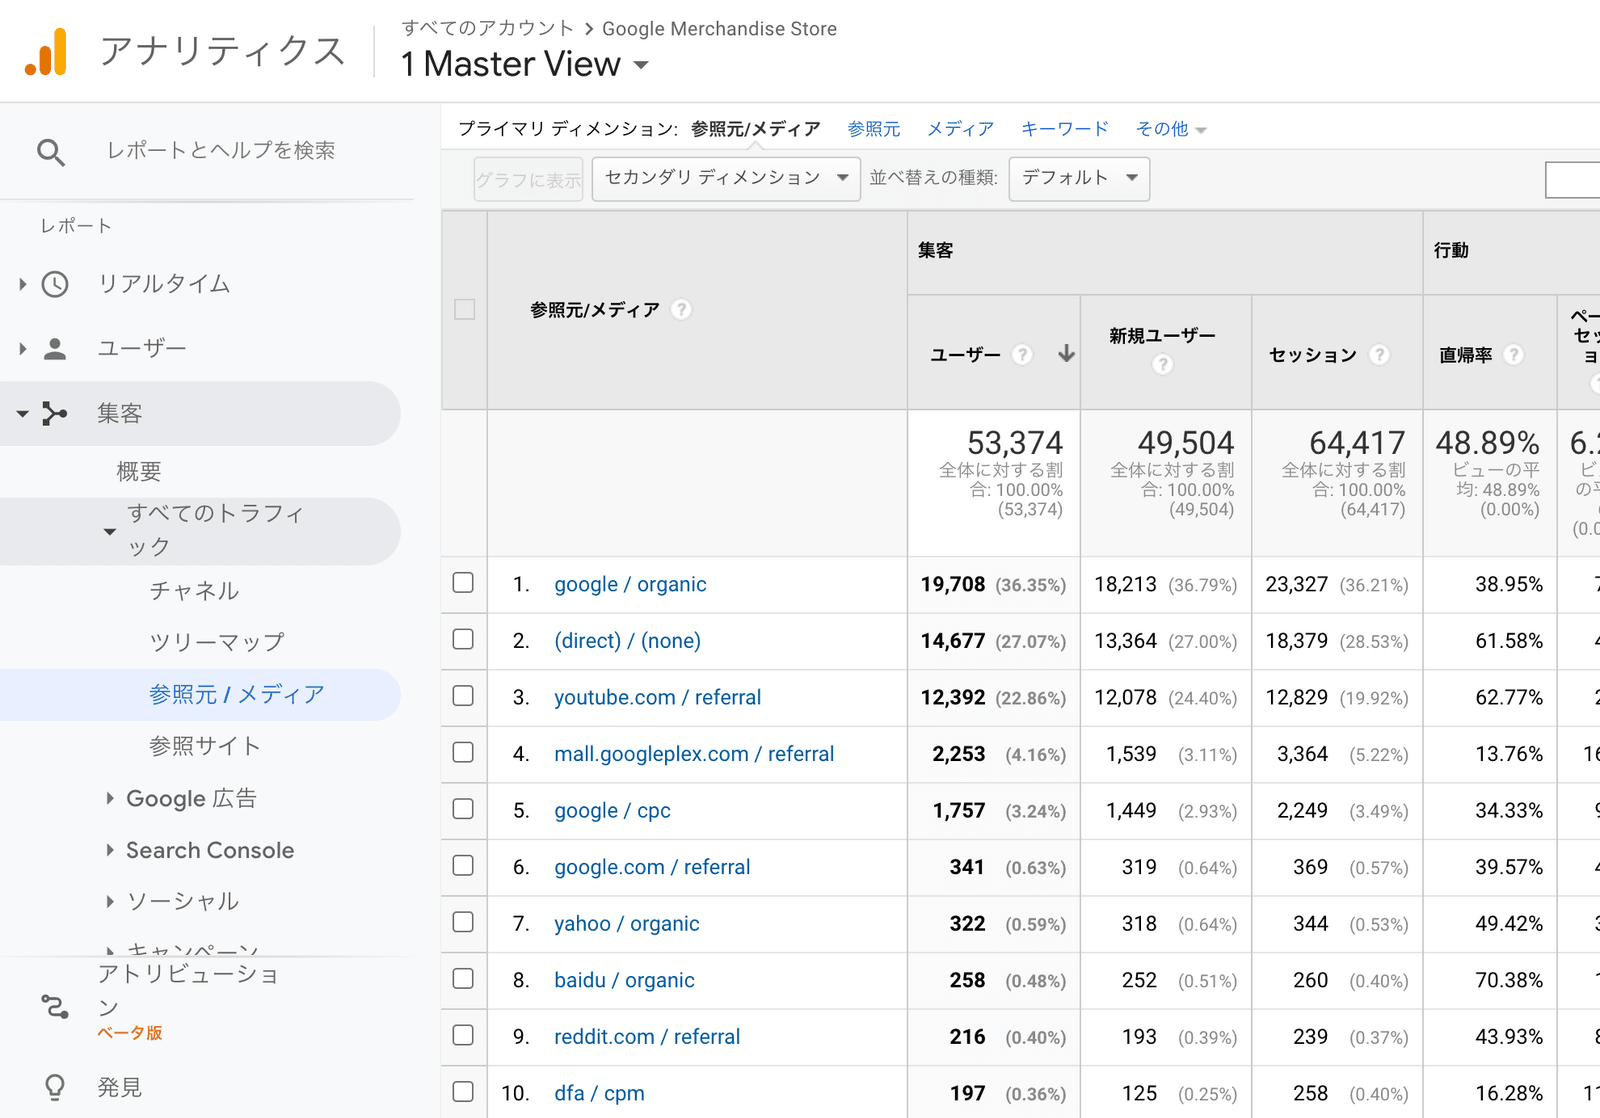 アナリティクス
すべてのアカウント > Google Merchandise Store
1 Master View
レポートとヘルプを検索
レポート
リアルタイム
ユーザー
集客
概要
すべてのトラフィ
ック
チャネル
ツリーマップ
参照元 / メディア
参照サイト
Google 広告
Search Console
ソーシャル
キャンペーン
アトリビューショ
ン
ベータ版
発見
プライマリ ディメンション: 参照元/メディア 参照元 メディア キーワード その他
グラフに表示 セカンダリ ディメンション 並べ替えの種類: デフォルト
集客 行動
参照元/メディア ? ユーザー ? 新規ユーザー ? セッション ? 直帰率 ?
53,374 49,504 64,417 48.89%
全体に対する割 全体に対する割 全体に対する割 ビューの平
合: 100.00% 合: 100.00% 合: 100.00% 均: 48.89%
(53,374) (49,504) (64,417) (0.00%)
1. google / organic 19,708 (36.35%) 18,213 (36.79%) 23,327 (36.21%) 38.95%
2. (direct) / (none) 14,677 (27.07%) 13,364 (27.00%) 18,379 (28.53%) 61.58%
3. youtube.com / referral 12,392 (22.86%) 12,078 (24.40%) 12,829 (19.92%) 62.77%
4. mall.googleplex.com / referral 2,253 (4.16%) 1,539 (3.11%) 3,364 (5.22%) 13.76%
5. google / cpc 1,757 (3.24%) 1,449 (2.93%) 2,249 (3.49%) 34.33%
6. google.com / referral 341 (0.63%) 319 (0.64%) 369 (0.57%) 39.57%
7. yahoo / organic 322 (0.59%) 318 (0.64%) 344 (0.53%) 49.42%
8. baidu / organic 258 (0.48%) 252 (0.51%) 260 (0.40%) 70.38%
9. reddit.com / referral 216 (0.40%) 193 (0.39%) 239 (0.37%) 43.93%
10. dfa / cpm 197 (0.36%) 125 (0.25%) 258 (0.40%) 16.28%